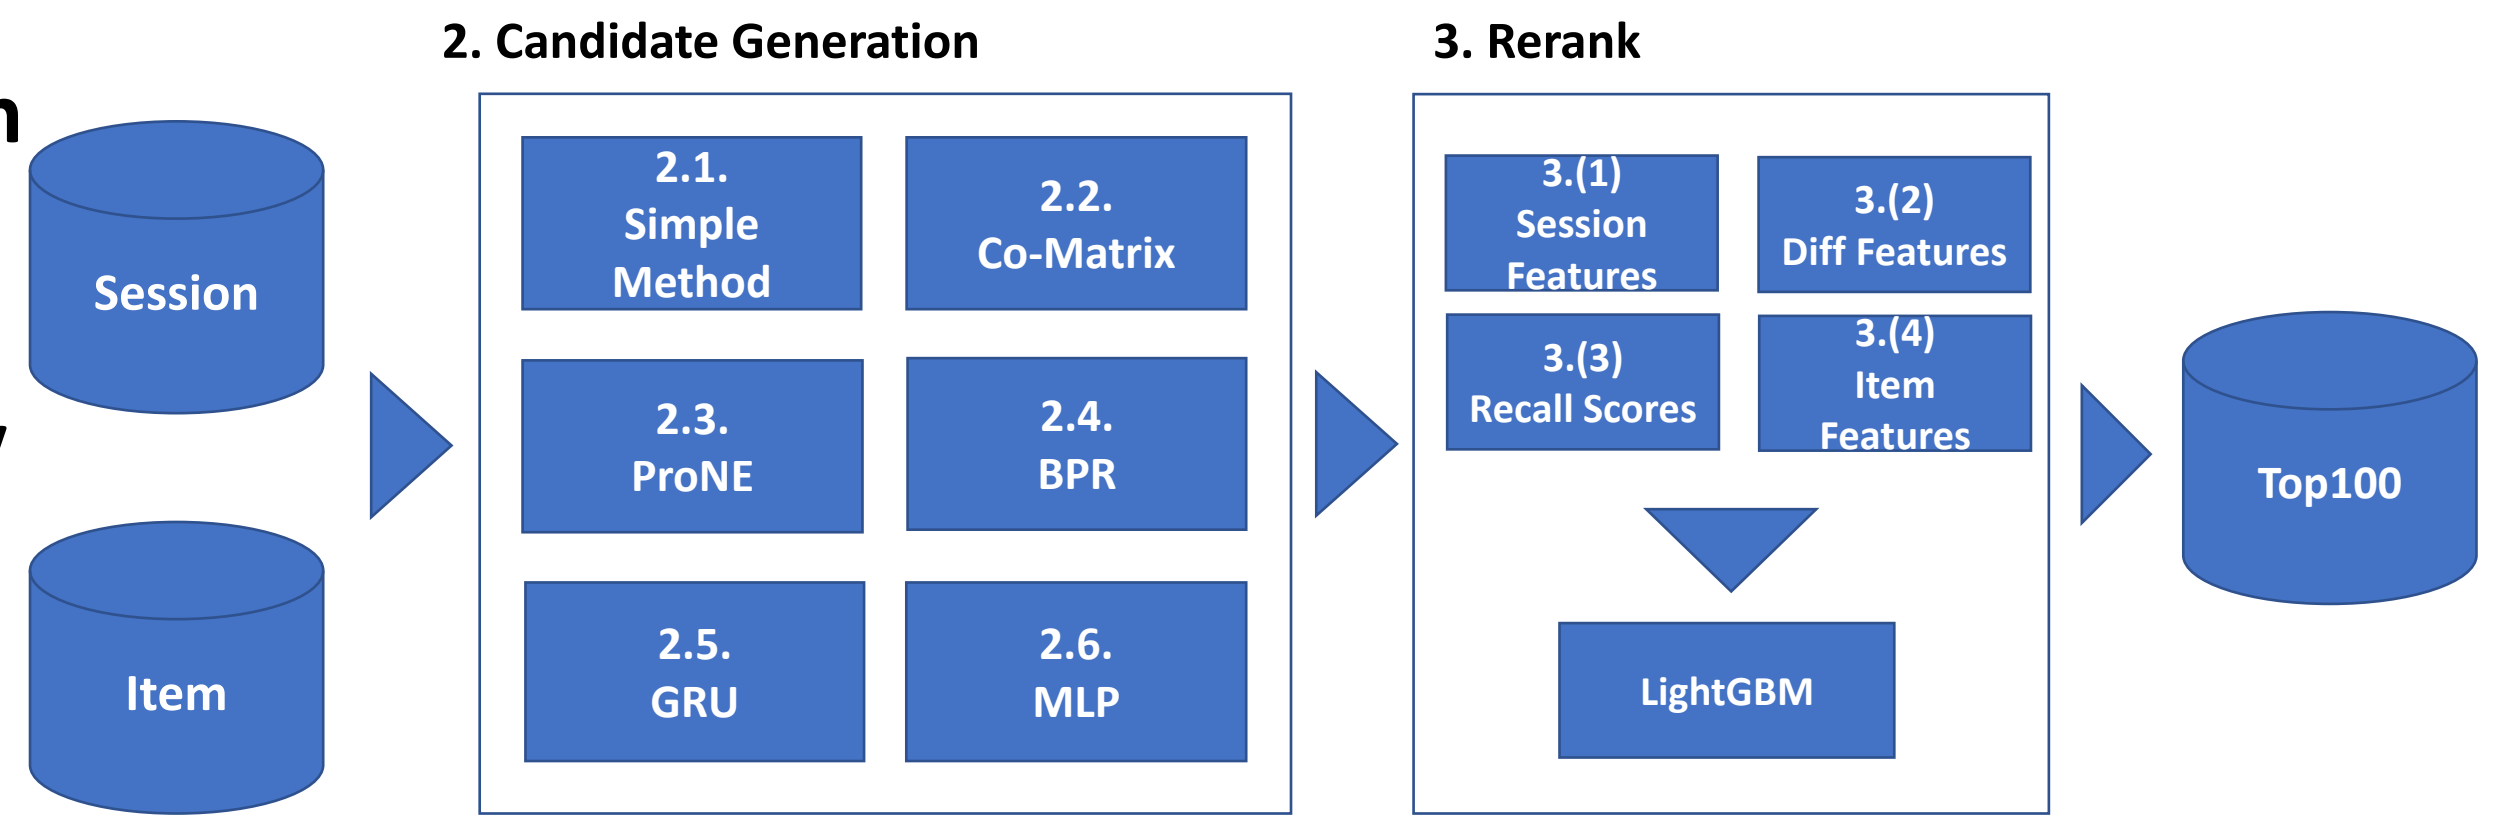 2. Candidate Generation
3. Rerank
Session
Item
2.1.
Simple
Method
2.2.
Co-Matrix
2.3.
ProNE
2.4.
BPR
2.5.
GRU
2.6.
MLP
3.(1)
Session
Features
3.(2)
Diff Features
3.(3)
Recall Scores
3.(4)
Item
Features
LightGBM
Top100